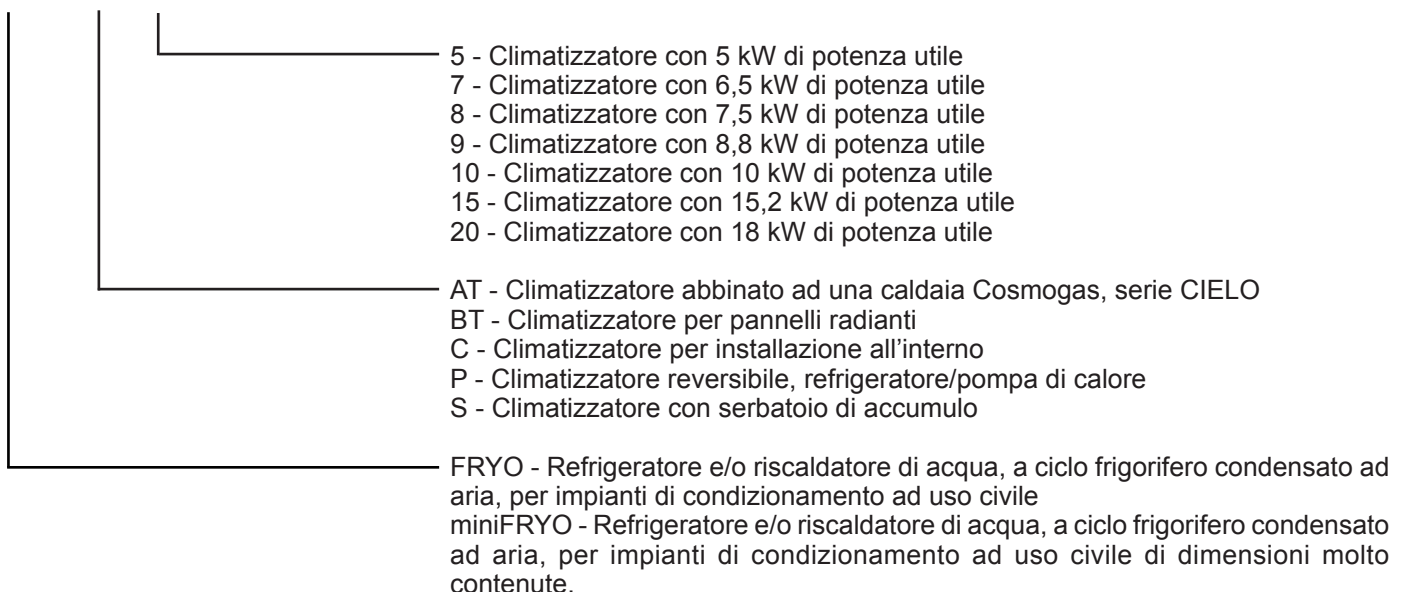 5 - Climatizzatore con 5 kW di potenza utile
7 - Climatizzatore con 6,5 kW di potenza utile
8 - Climatizzatore con 7,5 kW di potenza utile
9 - Climatizzatore con 8,8 kW di potenza utile
10 - Climatizzatore con 10 kW di potenza utile
15 - Climatizzatore con 15,2 kW di potenza utile
20 - Climatizzatore con 18 kW di potenza utile
AT - Climatizzatore abbinato ad una caldaia Cosmogas, serie CIELO
BT - Climatizzatore per pannelli radianti
C - Climatizzatore per installazione all’interno
P - Climatizzatore reversibile, refrigeratore/pompa di calore
S - Climatizzatore con serbatoio di accumulo
FRYO - Refrigeratore e/o riscaldatore di acqua, a ciclo frigorifero condensato ad
aria, per impianti di condizionamento ad uso civile
miniFRYO - Refrigeratore e/o riscaldatore di acqua, a ciclo frigorifero condensato
ad aria, per impianti di condizionamento ad uso civile di dimensioni molto
contenute.